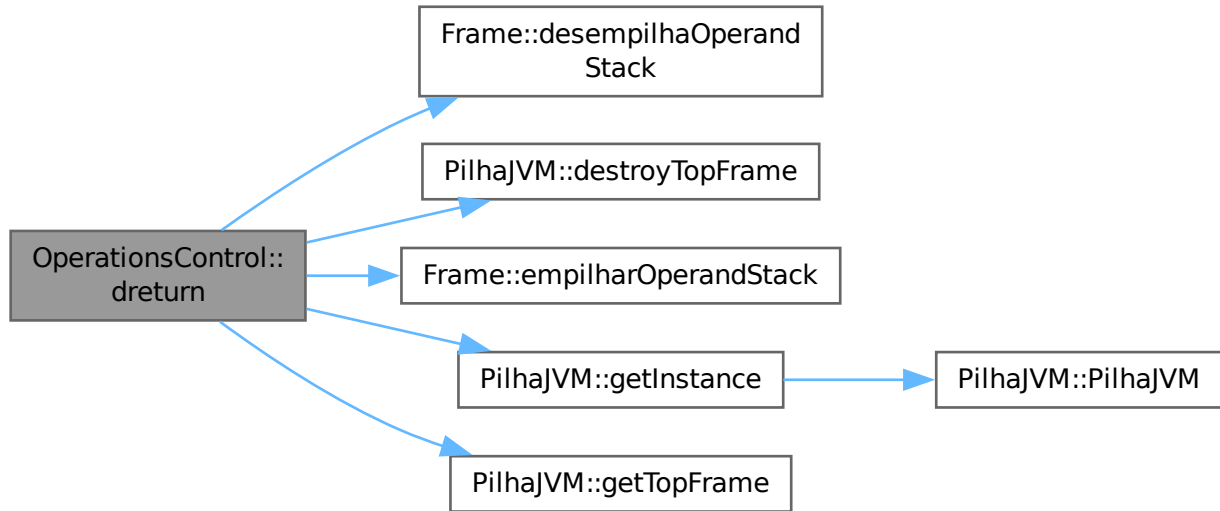 Frame::desempilhaOperand
Stack
PilhaJVM::destroyTopFrame
OperationsControl::
dreturn
Frame::empilharOperandStack
PilhaJVM::getInstance
PilhaJVM::PilhaJVM
PilhaJVM::getTopFrame